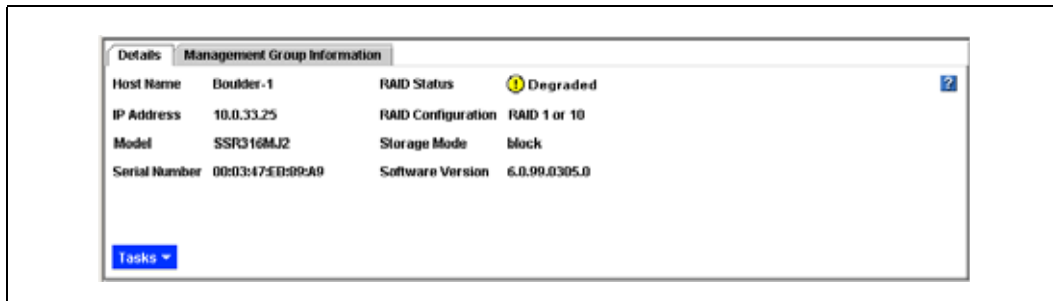 Details Management Group Information
Host Name Boulder-1 RAID Status Degraded
IP Address 10.0.33.25 RAID Configuration RAID 1 or 10
Model SSR316MJ2 Storage Mode block
Serial Number 00:03:47:EB:09:A9 Software Version 6.0.99.0305.0
Tasks